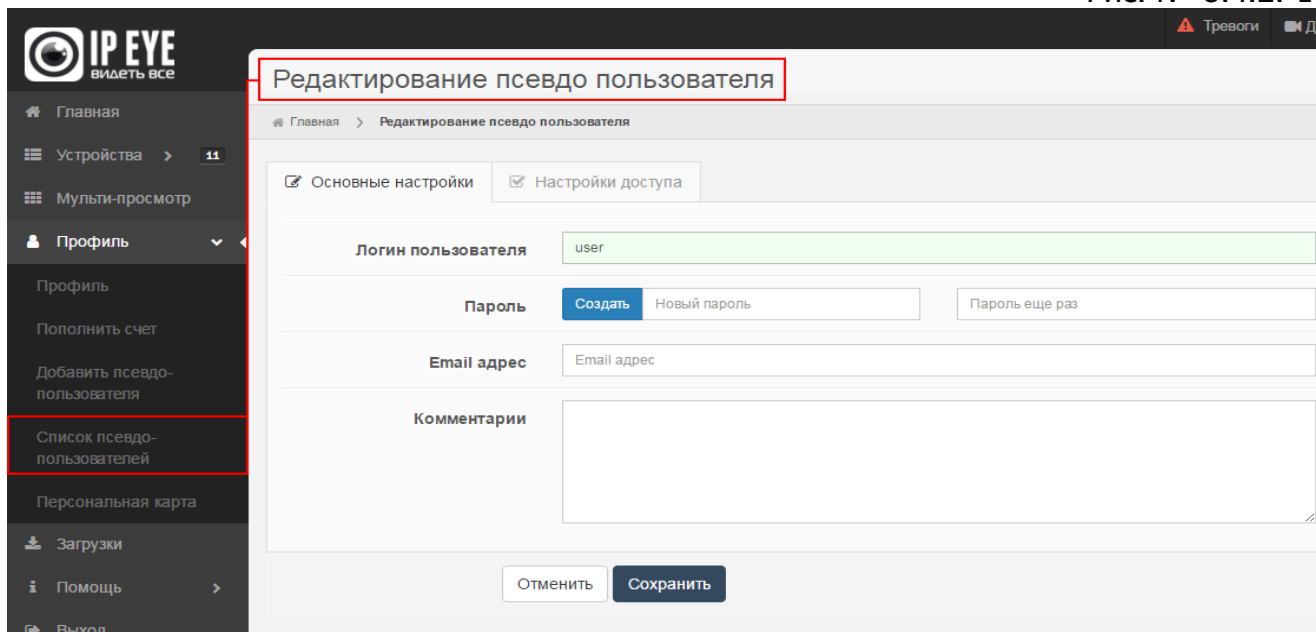 Тревоги
IP EYE
видеть все
Редактирование псевдо пользователя
Главная
Главная > Редактирование псевдо пользователя
Устройства > 11
Основные настройки
Настройки доступа
Мульти-просмотр
Профиль
Логин пользователя
user
Профиль
Пароль
Создать
Новый пароль
Пароль еще раз
Пополнить счет
Email адрес
Email адрес
Добавить псевдо-
пользователя
Комментарии
Список псевдо-
пользователей
Персональная карта
Загрузки
Отменить
Сохранить
Помощь >
Выход